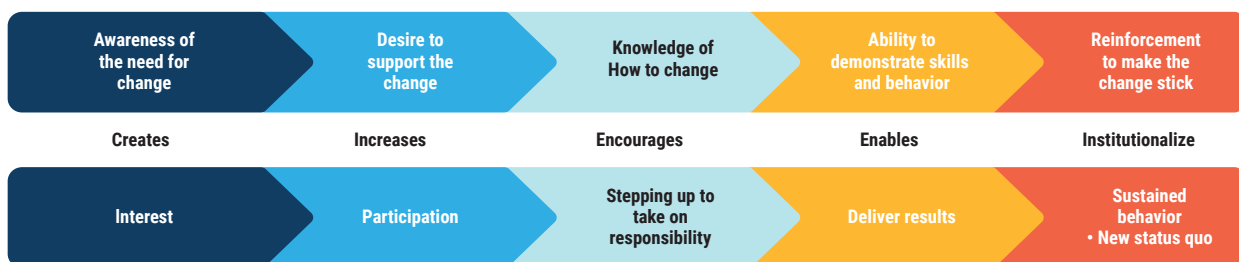 Awareness of
the need for
change
Desire to
support the
change
Knowledge of
How to change
Ability to
demonstrate skills
and behavior
Reinforcement
to make the
change stick
Creates
Increases
Encourages
Enables
Institutionalize
Interest
Participation
Stepping up to
take on
responsibility
Deliver results
Sustained
behavior
• New status quo